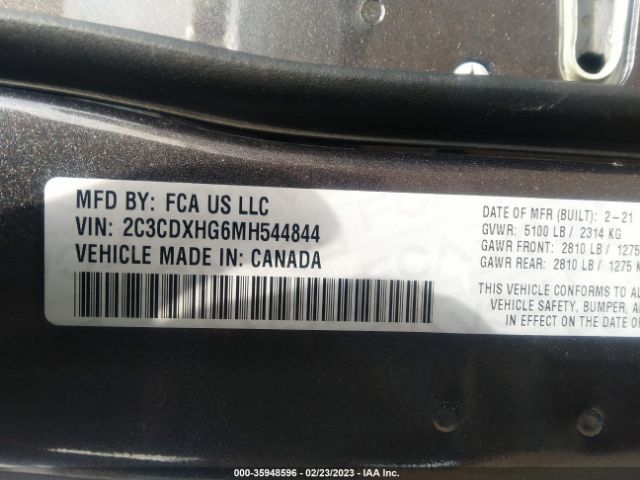 MFD BY: FCA US LLC
VIN: 2C3CDXHG6MH544844
VEHICLE MADE IN: CANADA
DATE OF MFR (BUILT): 2-21
GVWR: 5100 LB / 2314 KG
GAWR FRONT: 2810 LB / 1275
GAWR REAR: 2810 LB / 1275 K
THIS VEHICLE CONFORMS TO AL
VEHICLE SAFETY, BUMPER, A
IN EFFECT ON THE DATE O
000-35948596 - 02/23/2023 - IAA Inc.